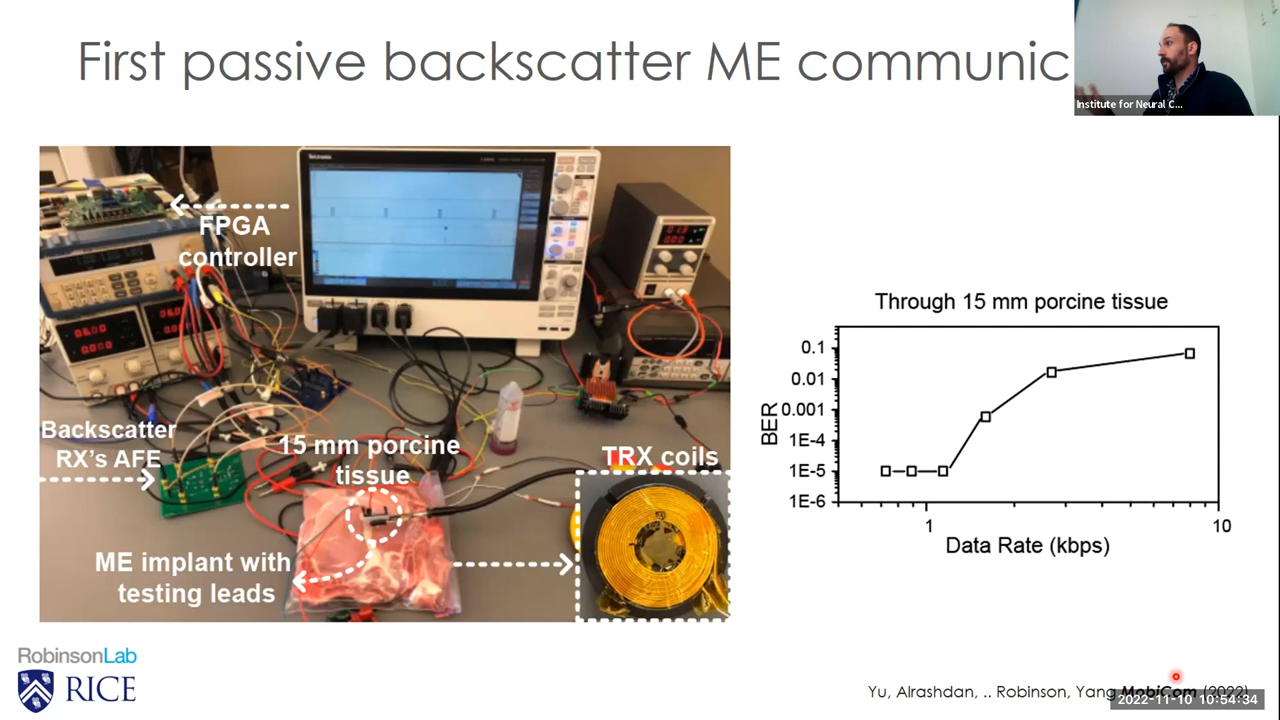 First passive backscatter ME communic
Institute for Neural C...
Tektronix
FPGA
controller
Backscatter
RX's AFE
15 mm porcine
tissue
TRX coils
ME implant with
testing leads
Through 15 mm porcine tissue
BER
0.1
0.01
0.001
1E-4
1E-5
1E-6
1
10
Data Rate (kbps)
RobinsonLab
RICE
Yu, Alrashdan, .. Robinson, Yang MobiCom (2022)
2022-11-10 10:54:34